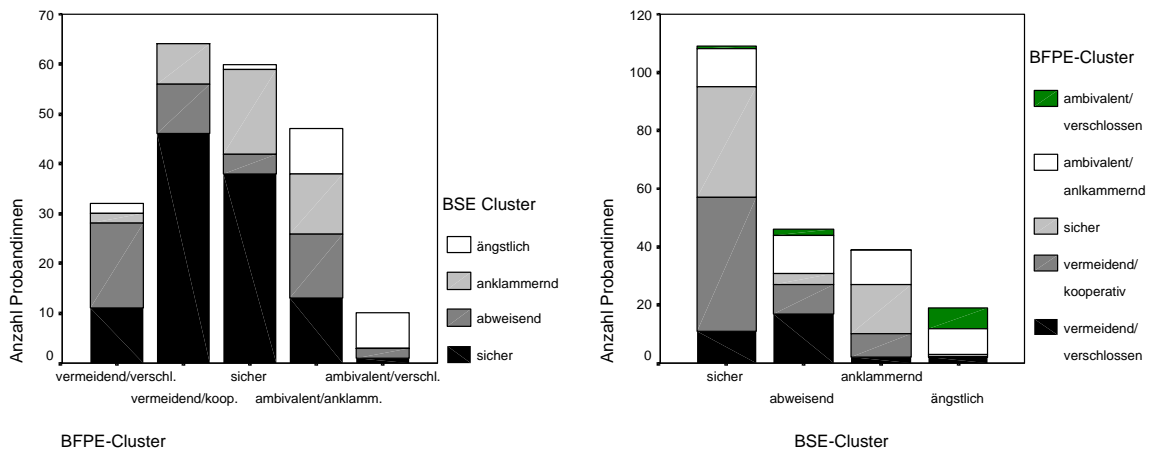 70
60
50
40
30
20
10
0
Anzahl Probandinnen
vermeidend/verschl.
sicher
ambivalent/verschl.
vermeidend/koop.
ambivalent/anklamm.
BFPE-Cluster
BSE Cluster
ängstlich
anklammernd
abweisend
sicher
120
100
80
60
40
20
0
Anzahl Probandinnen
sicher
anklammernd
abweisend
ängstlich
BSE-Cluster
BFPE-Cluster
ambivalent/
verschlossen
ambivalent/
anlkammernd
sicher
vermeidend/
kooperativ
vermeidend/
verschlossen